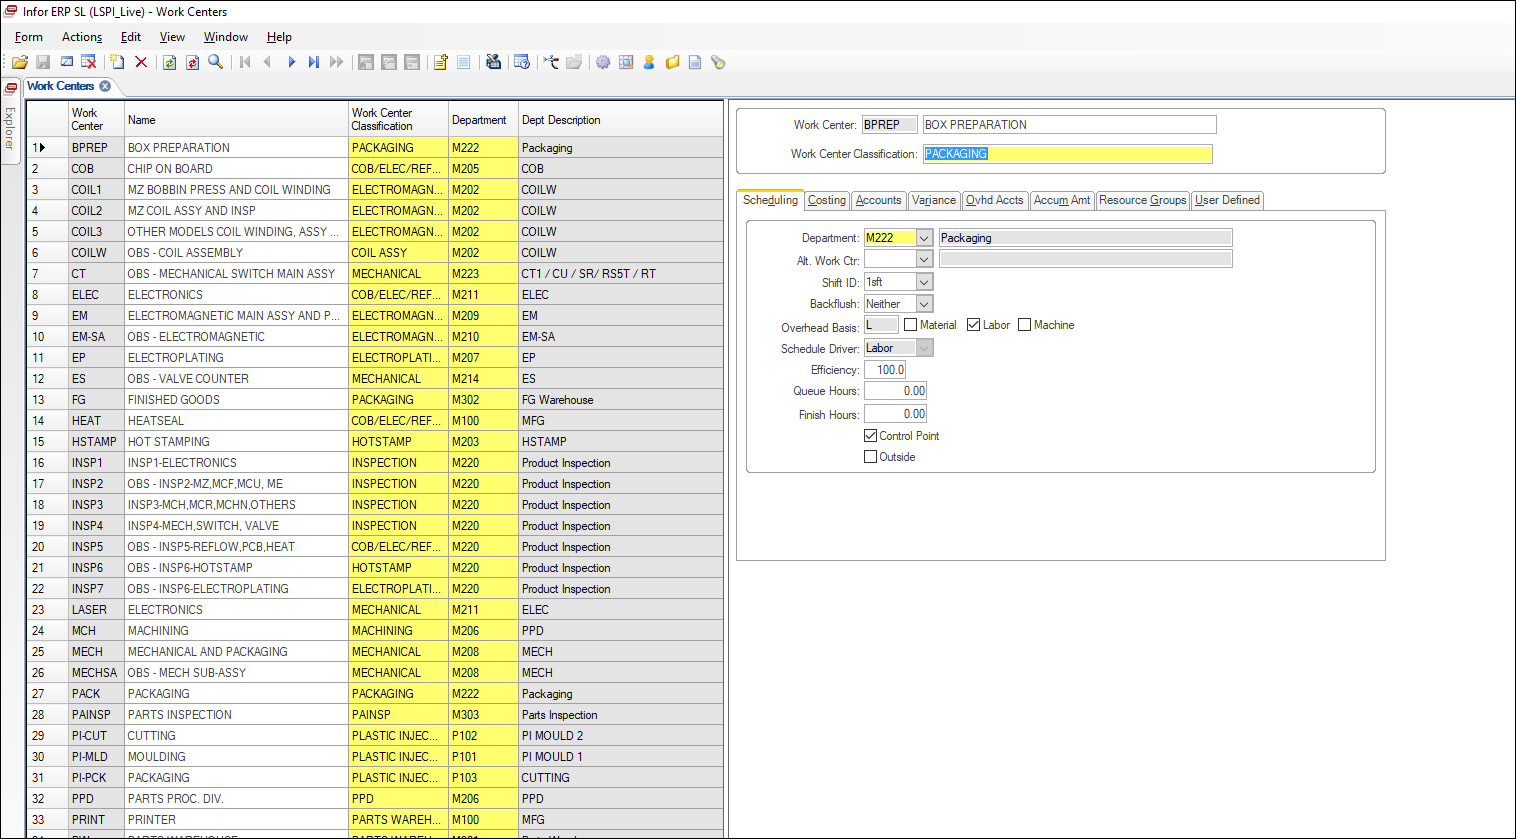 Infor ERP SL (LSPI_Live) - Work Centers
Form Actions Edit View Window Help
Work Centers
Explorer
Work Center Name Work Center Classification Department Dept Description
1 BPREP BOX PREPARATION PACKAGING M222 Packaging
2 COB CHIP ON BOARD COB/ELEC/REF... M205 COB
3 COIL1 MZ BOBBIN PRESS AND COIL WINDING ELECTROMAGN... M202 COILW
4 COIL2 MZ COIL ASSY AND INSP ELECTROMAGN... M202 COILW
5 COIL3 OTHER MODELS COIL WINDING, ASSY ... ELECTROMAGN... M202 COILW
6 COILW OBS - COIL ASSEMBLY COIL ASSY M202 COILW
7 CT OBS - MECHANICAL SWITCH MAIN ASSY MECHANICAL M223 CT1 / CU / SR/ RS5T / RT
8 ELEC ELECTRONICS COB/ELEC/REF... M211 ELEC
9 EM ELECTROMAGNETIC MAIN ASSY AND P... ELECTROMAGN... M209 EM
10 EM-SA OBS - ELECTROMAGNETIC ELECTROMAGN... M210 EM-SA
11 EP ELECTROPLATING ELECTROPLATI... M207 EP
12 ES OBS - VALVE COUNTER MECHANICAL M214 ES
13 FG FINISHED GOODS PACKAGING M302 FG Warehouse
14 HEAT HEATSEAL COB/ELEC/REF... M100 MFG
15 HSTAMP HOT STAMPING HOTSTAMP M203 HSTAMP
16 INSP1 INSP1-ELECTRONICS INSPECTION M220 Product Inspection
17 INSP2 OBS - INSP2-MZ,MCF,MCU, ME INSPECTION M220 Product Inspection
18 INSP3 INSP3-MCH,MCR,MCHN,OTHERS INSPECTION M220 Product Inspection
19 INSP4 INSP4-MECH,SWITCH, VALVE INSPECTION M220 Product Inspection
20 INSP5 OBS - INSP5-REFLOW,PCB,HEAT COB/ELEC/REF... M220 Product Inspection
21 INSP6 OBS - INSP6-HOTSTAMP HOTSTAMP M220 Product Inspection
22 INSP7 OBS - INSP6-ELECTROPLATING ELECTROPLATI... M220 Product Inspection
23 LASER ELECTRONICS MECHANICAL M211 ELEC
24 MCH MACHINING MACHINING M206 PPD
25 MECH MECHANICAL AND PACKAGING MECHANICAL M208 MECH
26 MECHSA OBS - MECH SUB-ASSY MECHANICAL M208 MECH
27 PACK PACKAGING PACKAGING M222 Packaging
28 PAINSP PARTS INSPECTION PAINSP M303 Parts Inspection
29 PI-CUT CUTTING PLASTIC INJEC... P102 PI MOULD 2
30 PI-MLD MOULDING PLASTIC INJEC... P101 PI MOULD 1
31 PI-PCK PACKAGING PLASTIC INJEC... P103 CUTTING
32 PPD PARTS PROC. DIV. PPD M206 PPD
33 PRINT PRINTER PARTS WAREH... M100 MFG
Work Center: BPREP BOX PREPARATION
Work Center Classification: PACKAGING
Scheduling Costing Accounts Variance Ovhd Accts Accum Amt Resource Groups User Defined
Department: M222 Packaging
Alt. Work Ctr:
Shift ID: 1sft
Backflush: Neither
Overhead Basis: L Material Labor Machine
Schedule Driver: Labor
Efficiency: 100.0
Queue Hours: 0.00
Finish Hours: 0.00
Control Point
Outside